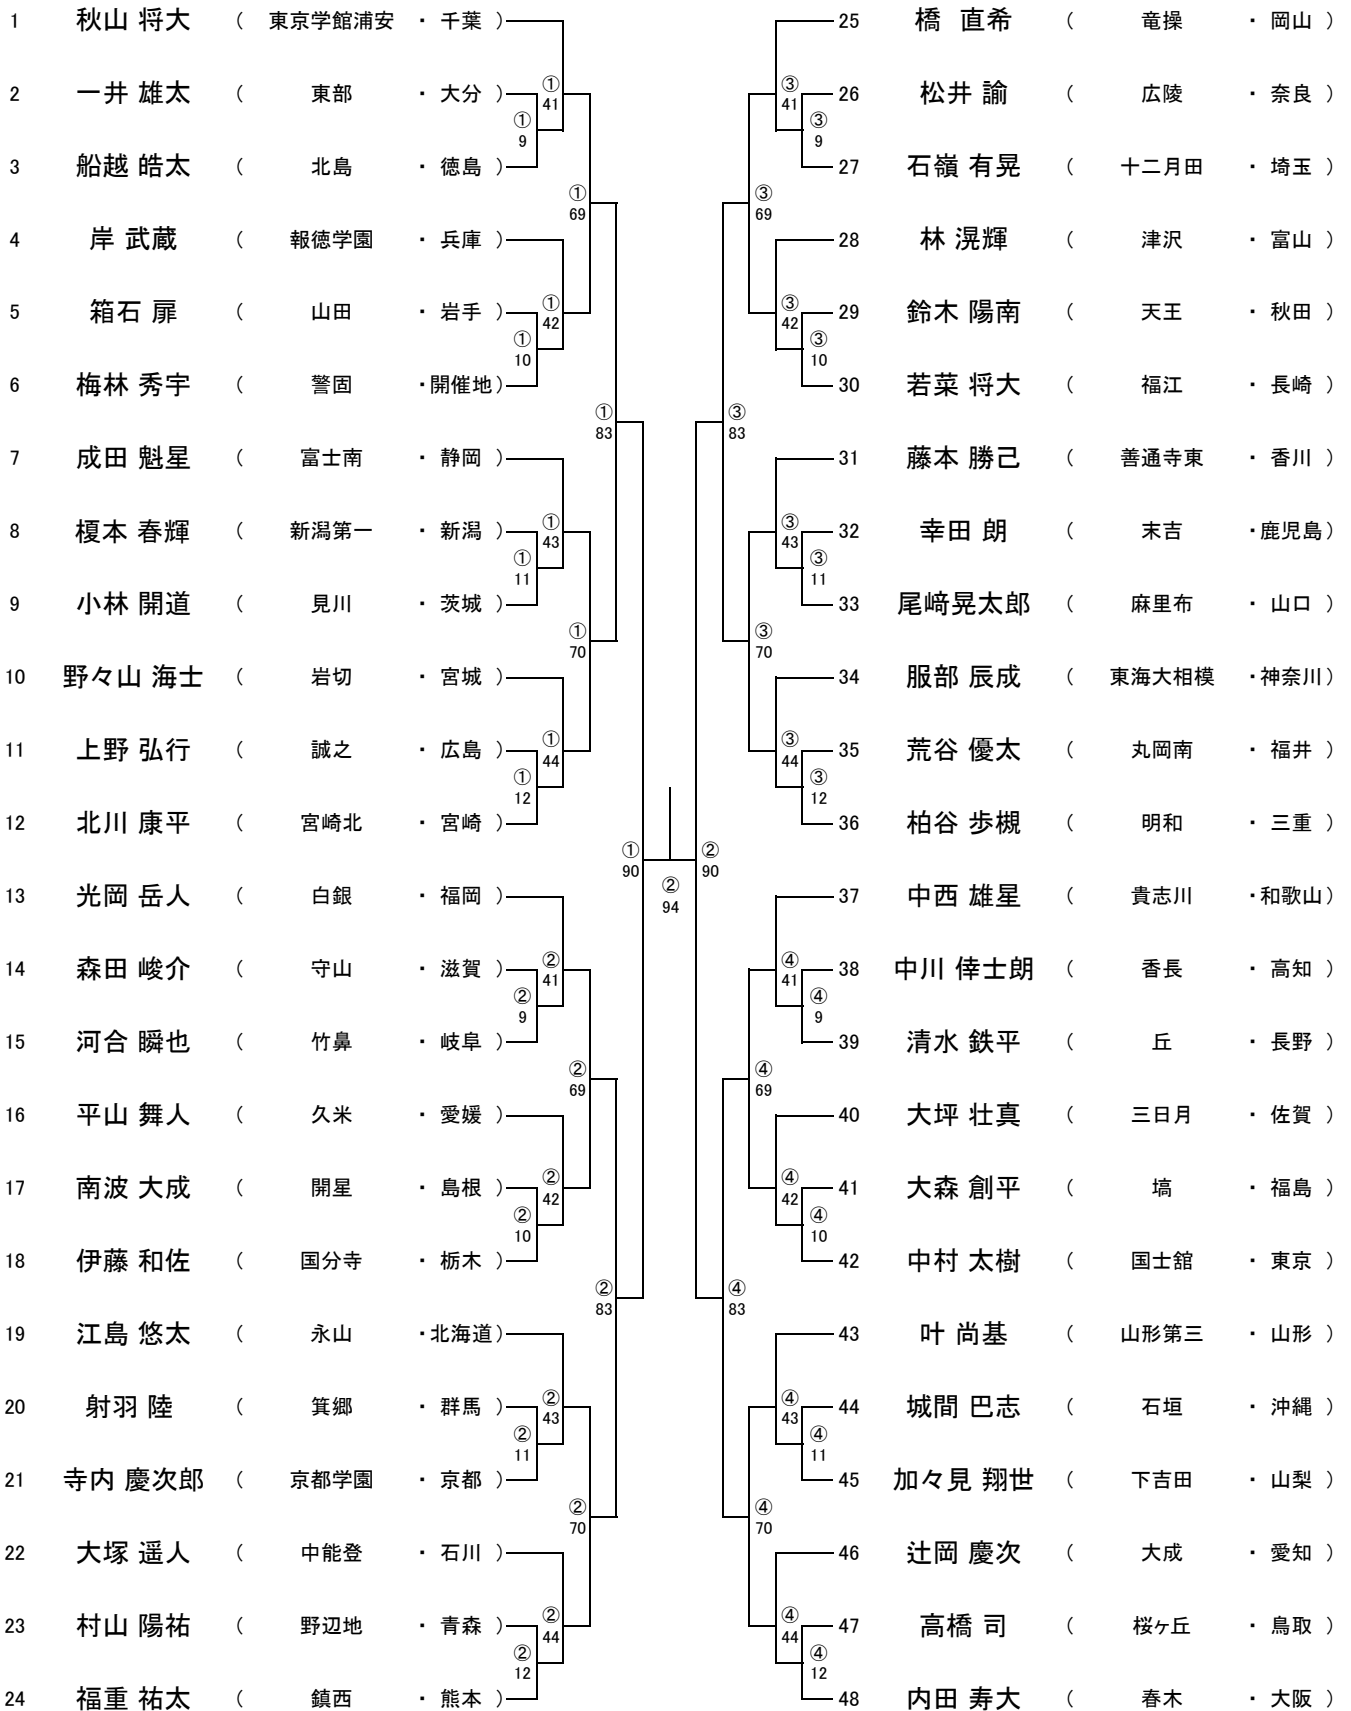 1 秋山 将大 ( 東京学館浦安 ・ 千葉 )
2 一井 雄太 ( 東部 ・ 大分 )
① 41
① 9
3 船越 皓太 ( 北島 ・ 徳島 )
① 69
4 岸 武蔵 ( 報徳学園 ・ 兵庫 )
5 箱石 扉 ( 山田 ・ 岩手 )
① 42
① 10
6 梅林 秀宇 ( 警固 ・開催地)
① 83
7 成田 魁星 ( 富士南 ・ 静岡 )
8 榎本 春輝 ( 新潟第一 ・ 新潟 )
① 43
① 11
9 小林 開道 ( 見川 ・ 茨城 )
① 70
10 野々山 海士 ( 岩切 ・ 宮城 )
11 上野 弘行 ( 誠之 ・ 広島 )
① 44
① 12
12 北川 康平 ( 宮崎北 ・ 宮崎 )
① 90
13 光岡 岳人 ( 白銀 ・ 福岡 )
14 森田 峻介 ( 守山 ・ 滋賀 )
② 41
② 9
15 河合 瞬也 ( 竹鼻 ・ 岐阜 )
② 69
16 平山 舞人 ( 久米 ・ 愛媛 )
17 南波 大成 ( 開星 ・ 島根 )
② 42
② 10
18 伊藤 和佐 ( 国分寺 ・ 栃木 )
② 83
19 江島 悠太 ( 永山 ・北海道)
20 射羽 陸 ( 箕郷 ・ 群馬 )
② 43
② 11
21 寺内 慶次郎 ( 京都学園 ・ 京都 )
② 70
22 大塚 遥人 ( 中能登 ・ 石川 )
23 村山 陽祐 ( 野辺地 ・ 青森 )
② 44
② 12
24 福重 祐太 ( 鎮西 ・ 熊本 )
② 94
25 橋 直希 ( 竜操 ・ 岡山 )
③ 41
26 松井 諭 ( 広陵 ・ 奈良 )
③ 9
27 石嶺 有晃 ( 十二月田 ・ 埼玉 )
③ 69
28 林 滉輝 ( 津沢 ・ 富山 )
③ 42
29 鈴木 陽南 ( 天王 ・ 秋田 )
③ 10
30 若菜 将大 ( 福江 ・ 長崎 )
③ 83
31 藤本 勝己 ( 善通寺東 ・ 香川 )
③ 43
32 幸田 朗 ( 末吉 ・鹿児島)
③ 11
33 尾﨑晃太郎 ( 麻里布 ・ 山口 )
③ 70
34 服部 辰成 ( 東海大相模 ・神奈川)
③ 44
35 荒谷 優太 ( 丸岡南 ・ 福井 )
③ 12
36 柏谷 歩槻 ( 明和 ・ 三重 )
② 90
37 中西 雄星 ( 貴志川 ・和歌山)
④ 41
38 中川 倖士朗 ( 香長 ・ 高知 )
④ 9
39 清水 鉄平 ( 丘 ・ 長野 )
④ 69
40 大坪 壮真 ( 三日月 ・ 佐賀 )
④ 42
41 大森 創平 ( 塙 ・ 福島 )
④ 10
42 中村 太樹 ( 国士舘 ・ 東京 )
④ 83
43 叶 尚基 ( 山形第三 ・ 山形 )
④ 43
44 城間 巴志 ( 石垣 ・ 沖縄 )
④ 11
45 加々見 翔世 ( 下吉田 ・ 山梨 )
④ 70
46 辻岡 慶次 ( 大成 ・ 愛知 )
④ 44
47 高橋 司 ( 桜ヶ丘 ・ 鳥取 )
④ 12
48 内田 寿大 ( 春木 ・ 大阪 )